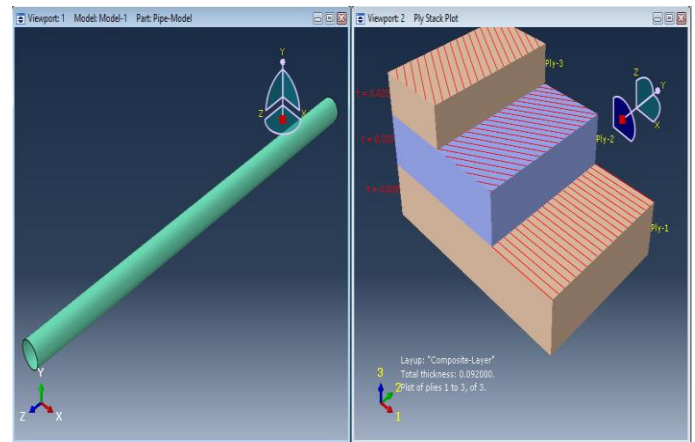 Viewport: 1 Model: Model-1 Part: Pipe-Model
Viewport: 2 Ply Stack Plot
Y
Z
X
Z
Y
X
Ply-3
Ply-2
Ply-1
Layup: "Composite-Layer"
Total thickness: 0.092000.
Plot of plies 1 to 3, of 3.
Y
Z
X
3
2
1